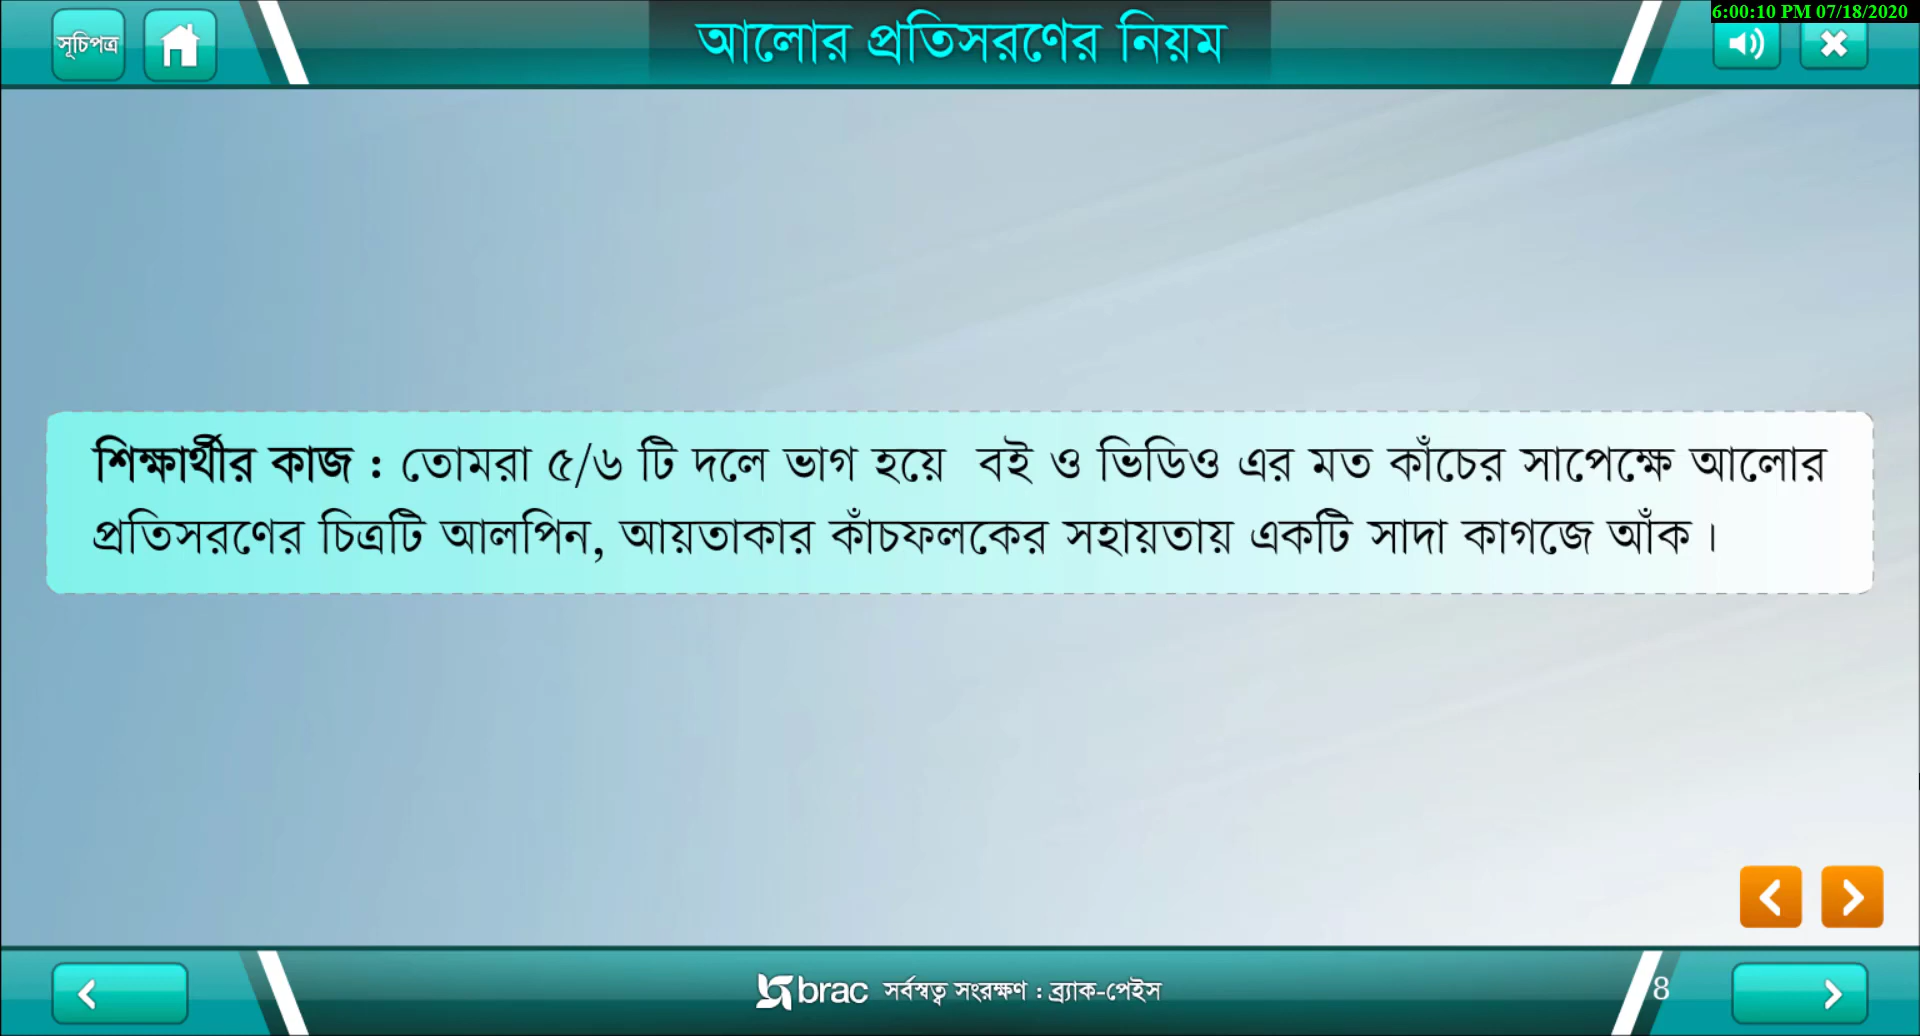 6:00:10 PM 07/18/2020
সূচিপত্র
আলোর প্রতিসরণের নিয়ম
শিক্ষার্থীর কাজ : তোমরা ৫/৬ টি দলে ভাগ হয়ে বই ও ভিডিও এর মত কাঁচের সাপেক্ষে আলোর
প্রতিসরণের চিত্রটি আলপিন, আয়তাকার কাঁচফলকের সহায়তায় একটি সাদা কাগজে আঁক।
brac সর্বস্বত্ব সংরক্ষণ : ব্র্যাক-পেইস
8